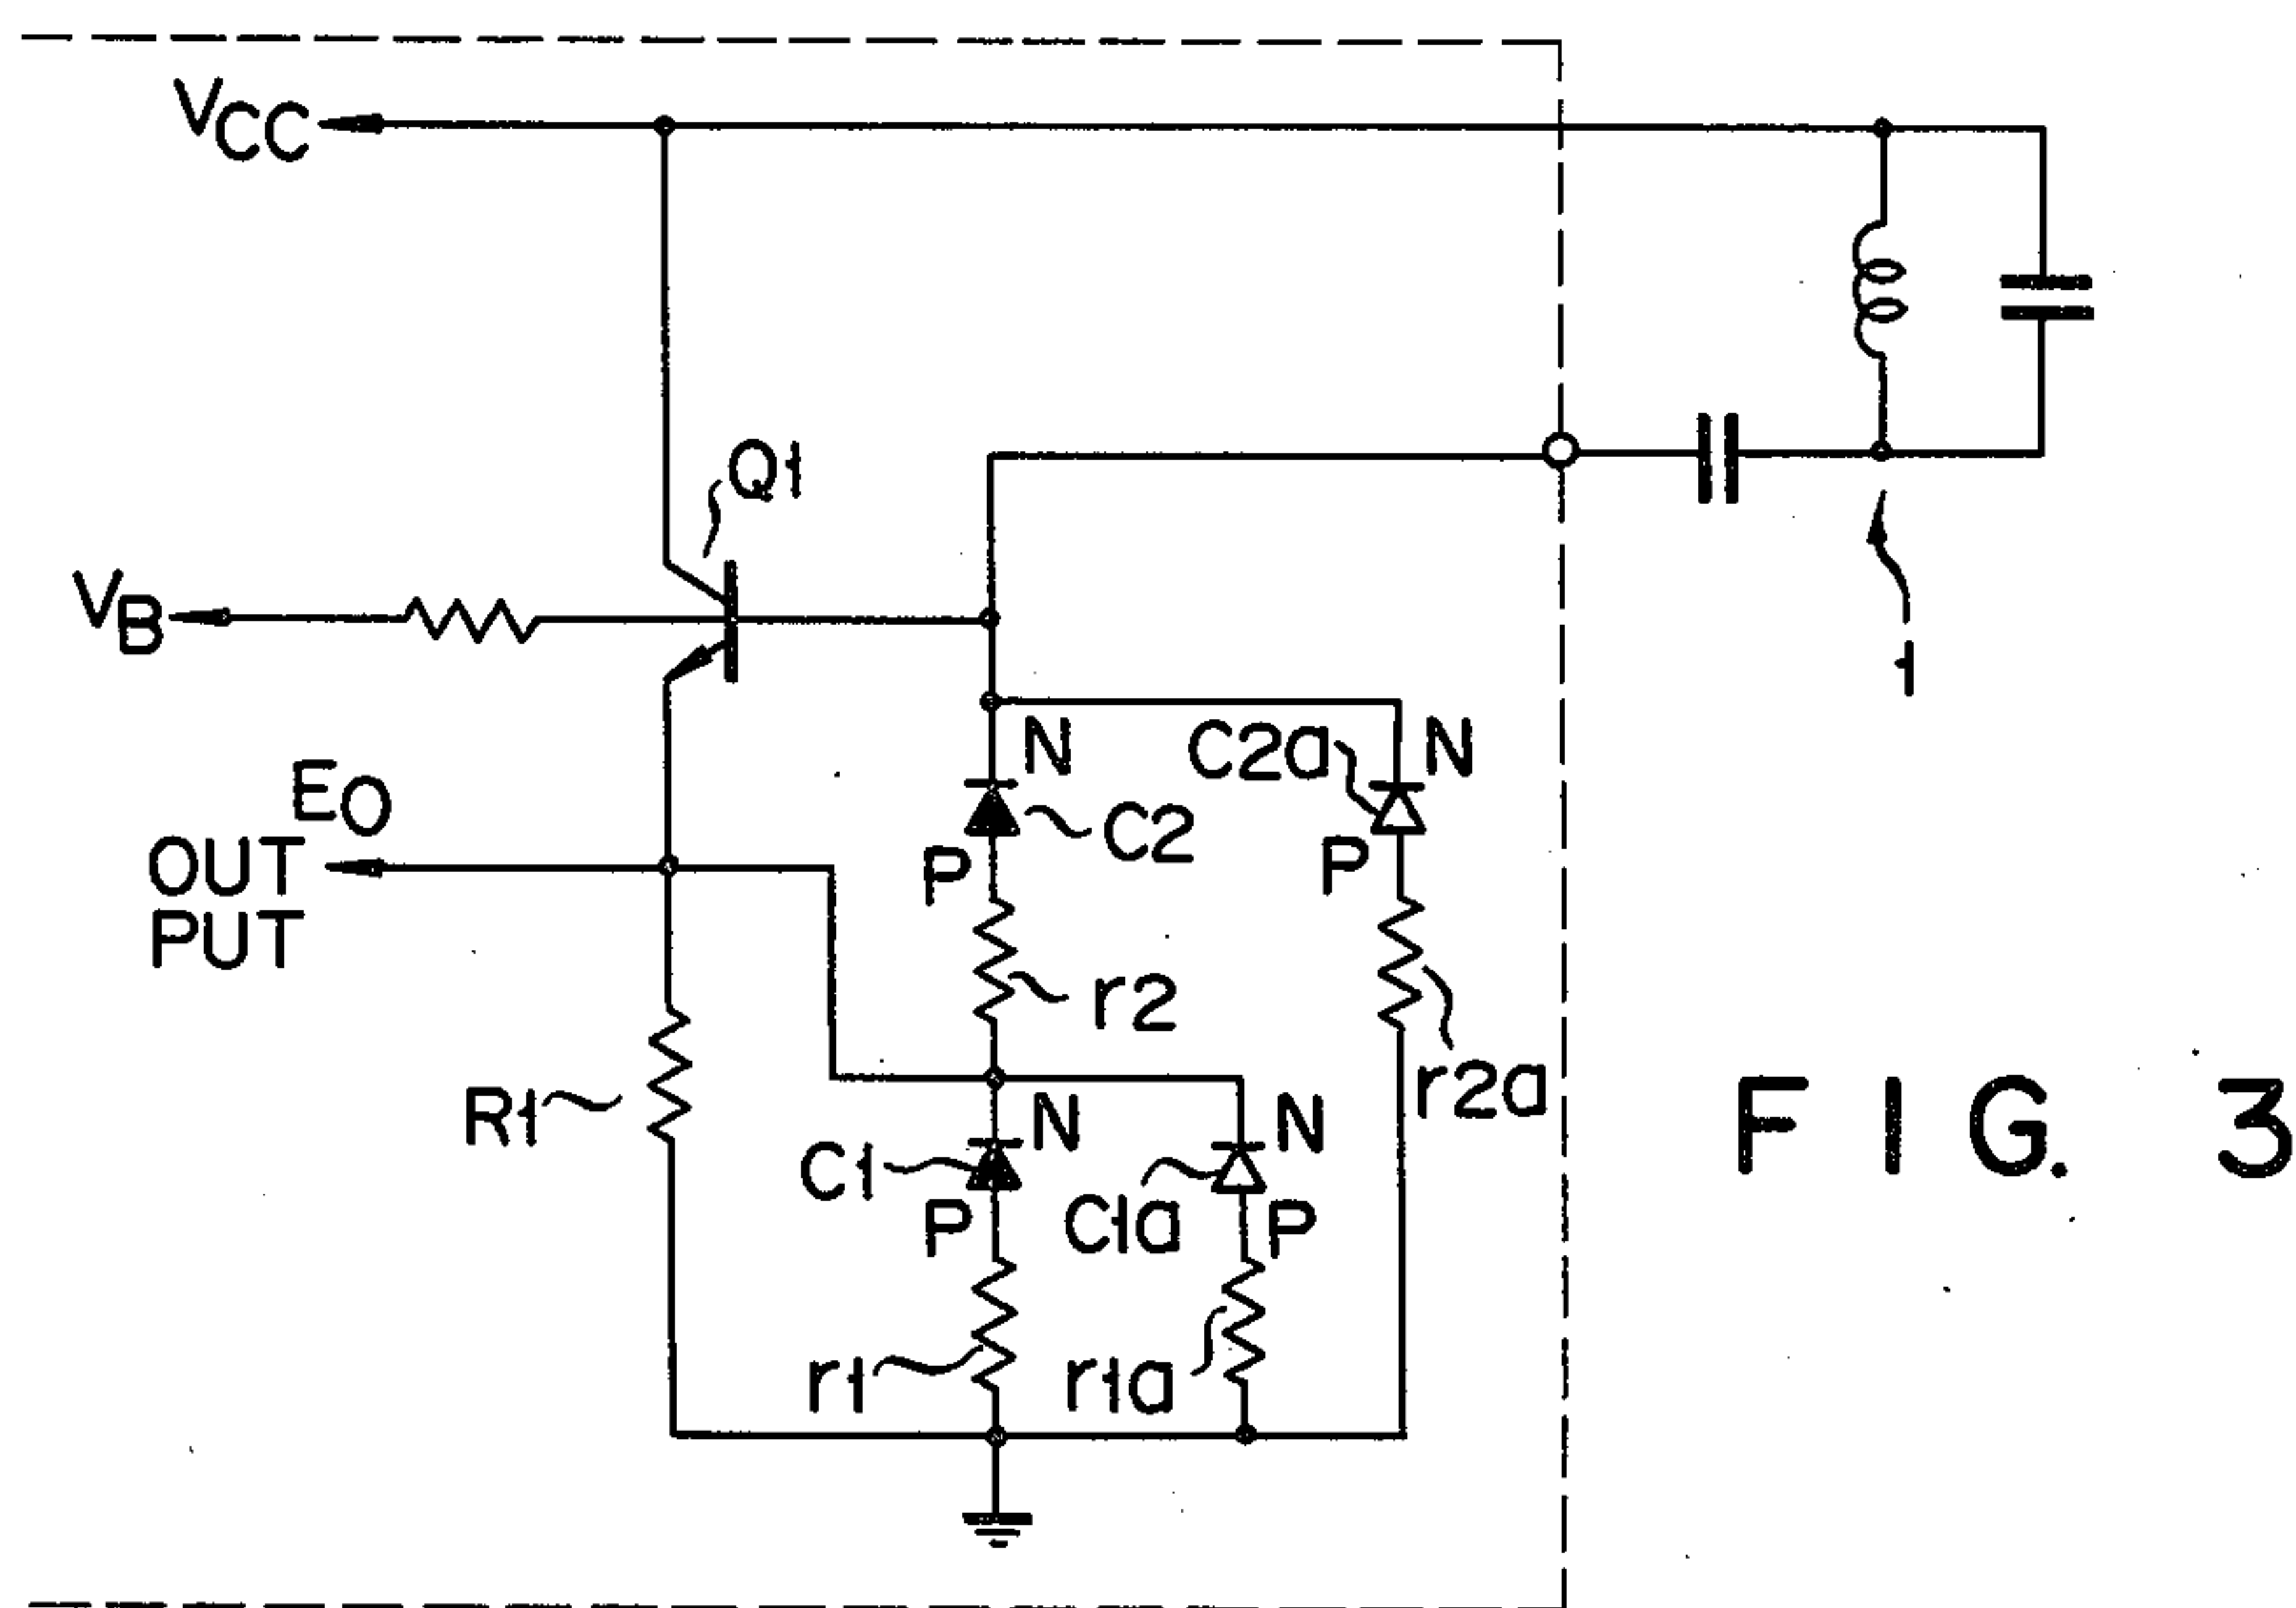 VCC
Q1
VB
1
N
C2a
N
EO
C2
OUT
PUT
P
P
r2
r2a
R1
N
N
C1
P
C1a
P
r1
r1a
FIG. 3